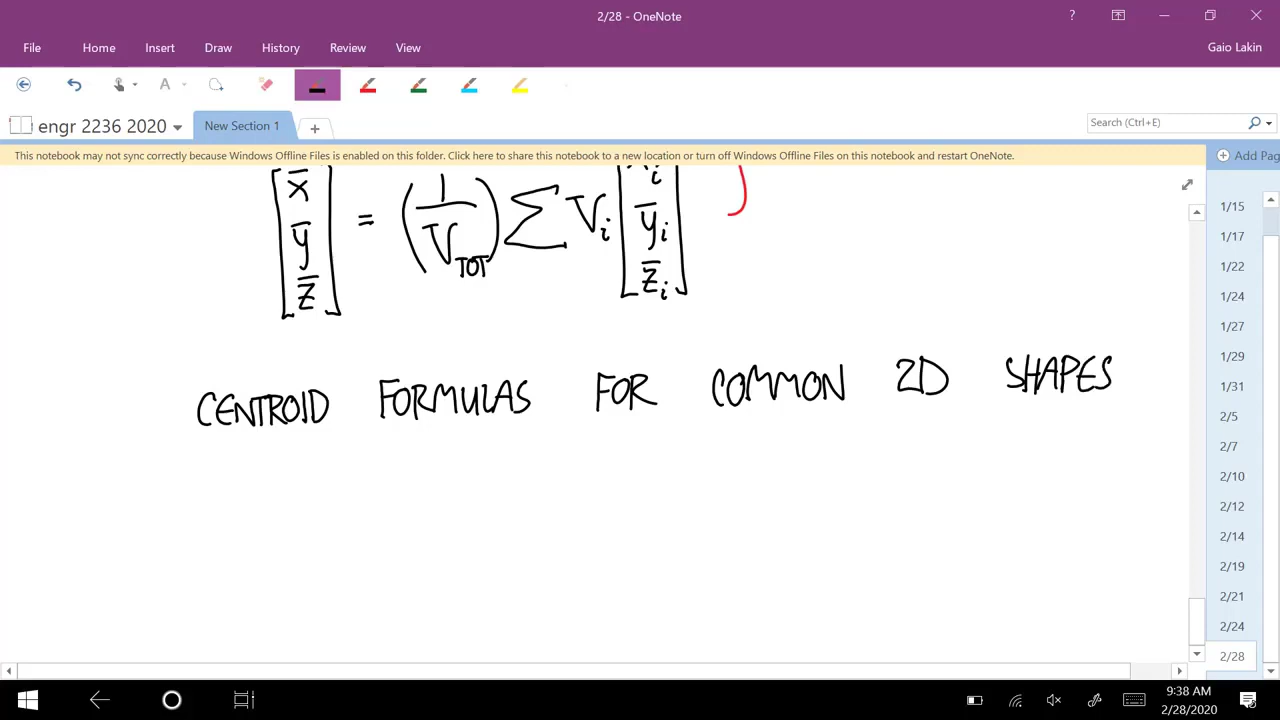 2/28 - OneNote
?
File Home Insert Draw History Review View
Gaio Lakin
A
engr 2236 2020
New Section 1
+
Search (Ctrl+E)
This notebook may not sync correctly because Windows Offline Files is enabled on this folder. Click here to share this notebook to a new location or turn off Windows Offline Files on this notebook and restart OneNote.
Add Pag
[x̄ ȳ z̄] = (1/V_TOT) Σ V_i [x̄_i ȳ_i z̄_i]
CENTROID FORMULAS FOR COMMON 2D SHAPES
1/15
1/17
1/22
1/24
1/27
1/29
1/31
2/5
2/7
2/10
2/12
2/14
2/19
2/21
2/24
2/28
9:38 AM
2/28/2020